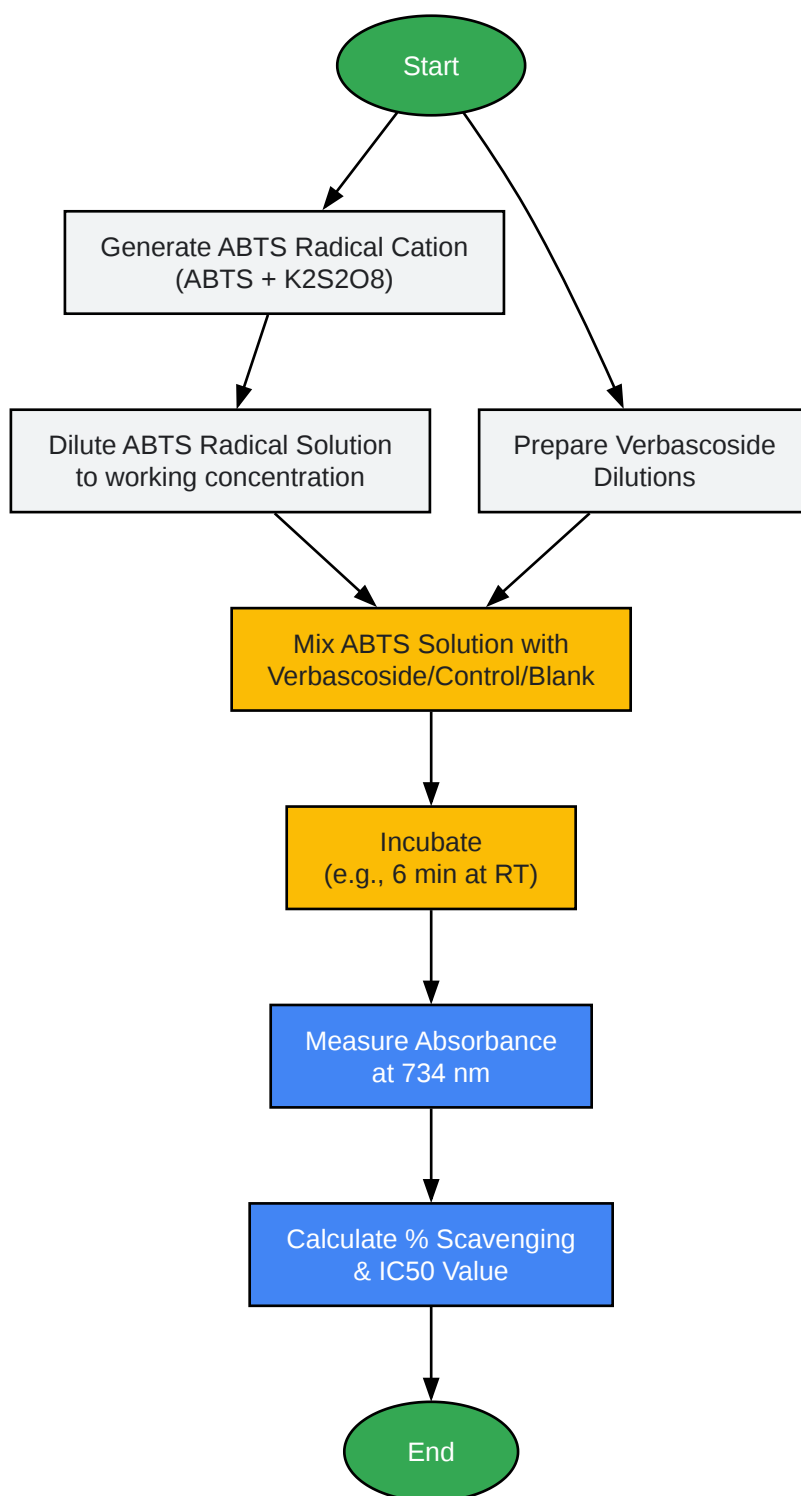 Start
Generate ABTS Radical Cation
(ABTS + K2S2O8)
Dilute ABTS Radical Solution
to working concentration
Prepare Verbascoside
Dilutions
Mix ABTS Solution with
Verbascoside/Control/Blank
Incubate
(e.g., 6 min at RT)
Measure Absorbance
at 734 nm
Calculate % Scavenging
& IC50 Value
End